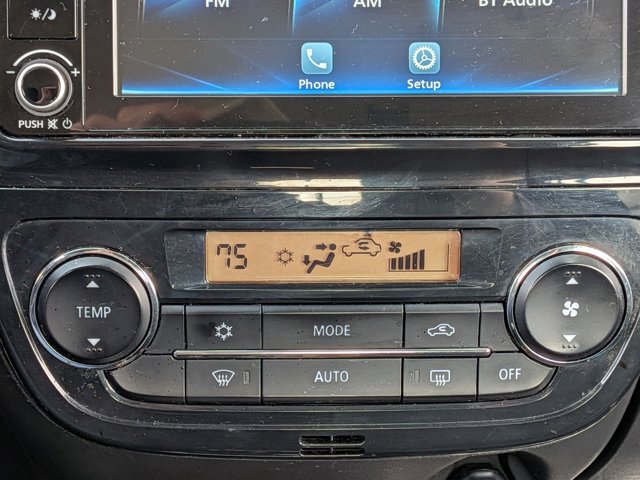 FM AM BT Audio
Phone Setup
PUSH
75
TEMP
MODE
AUTO
OFF